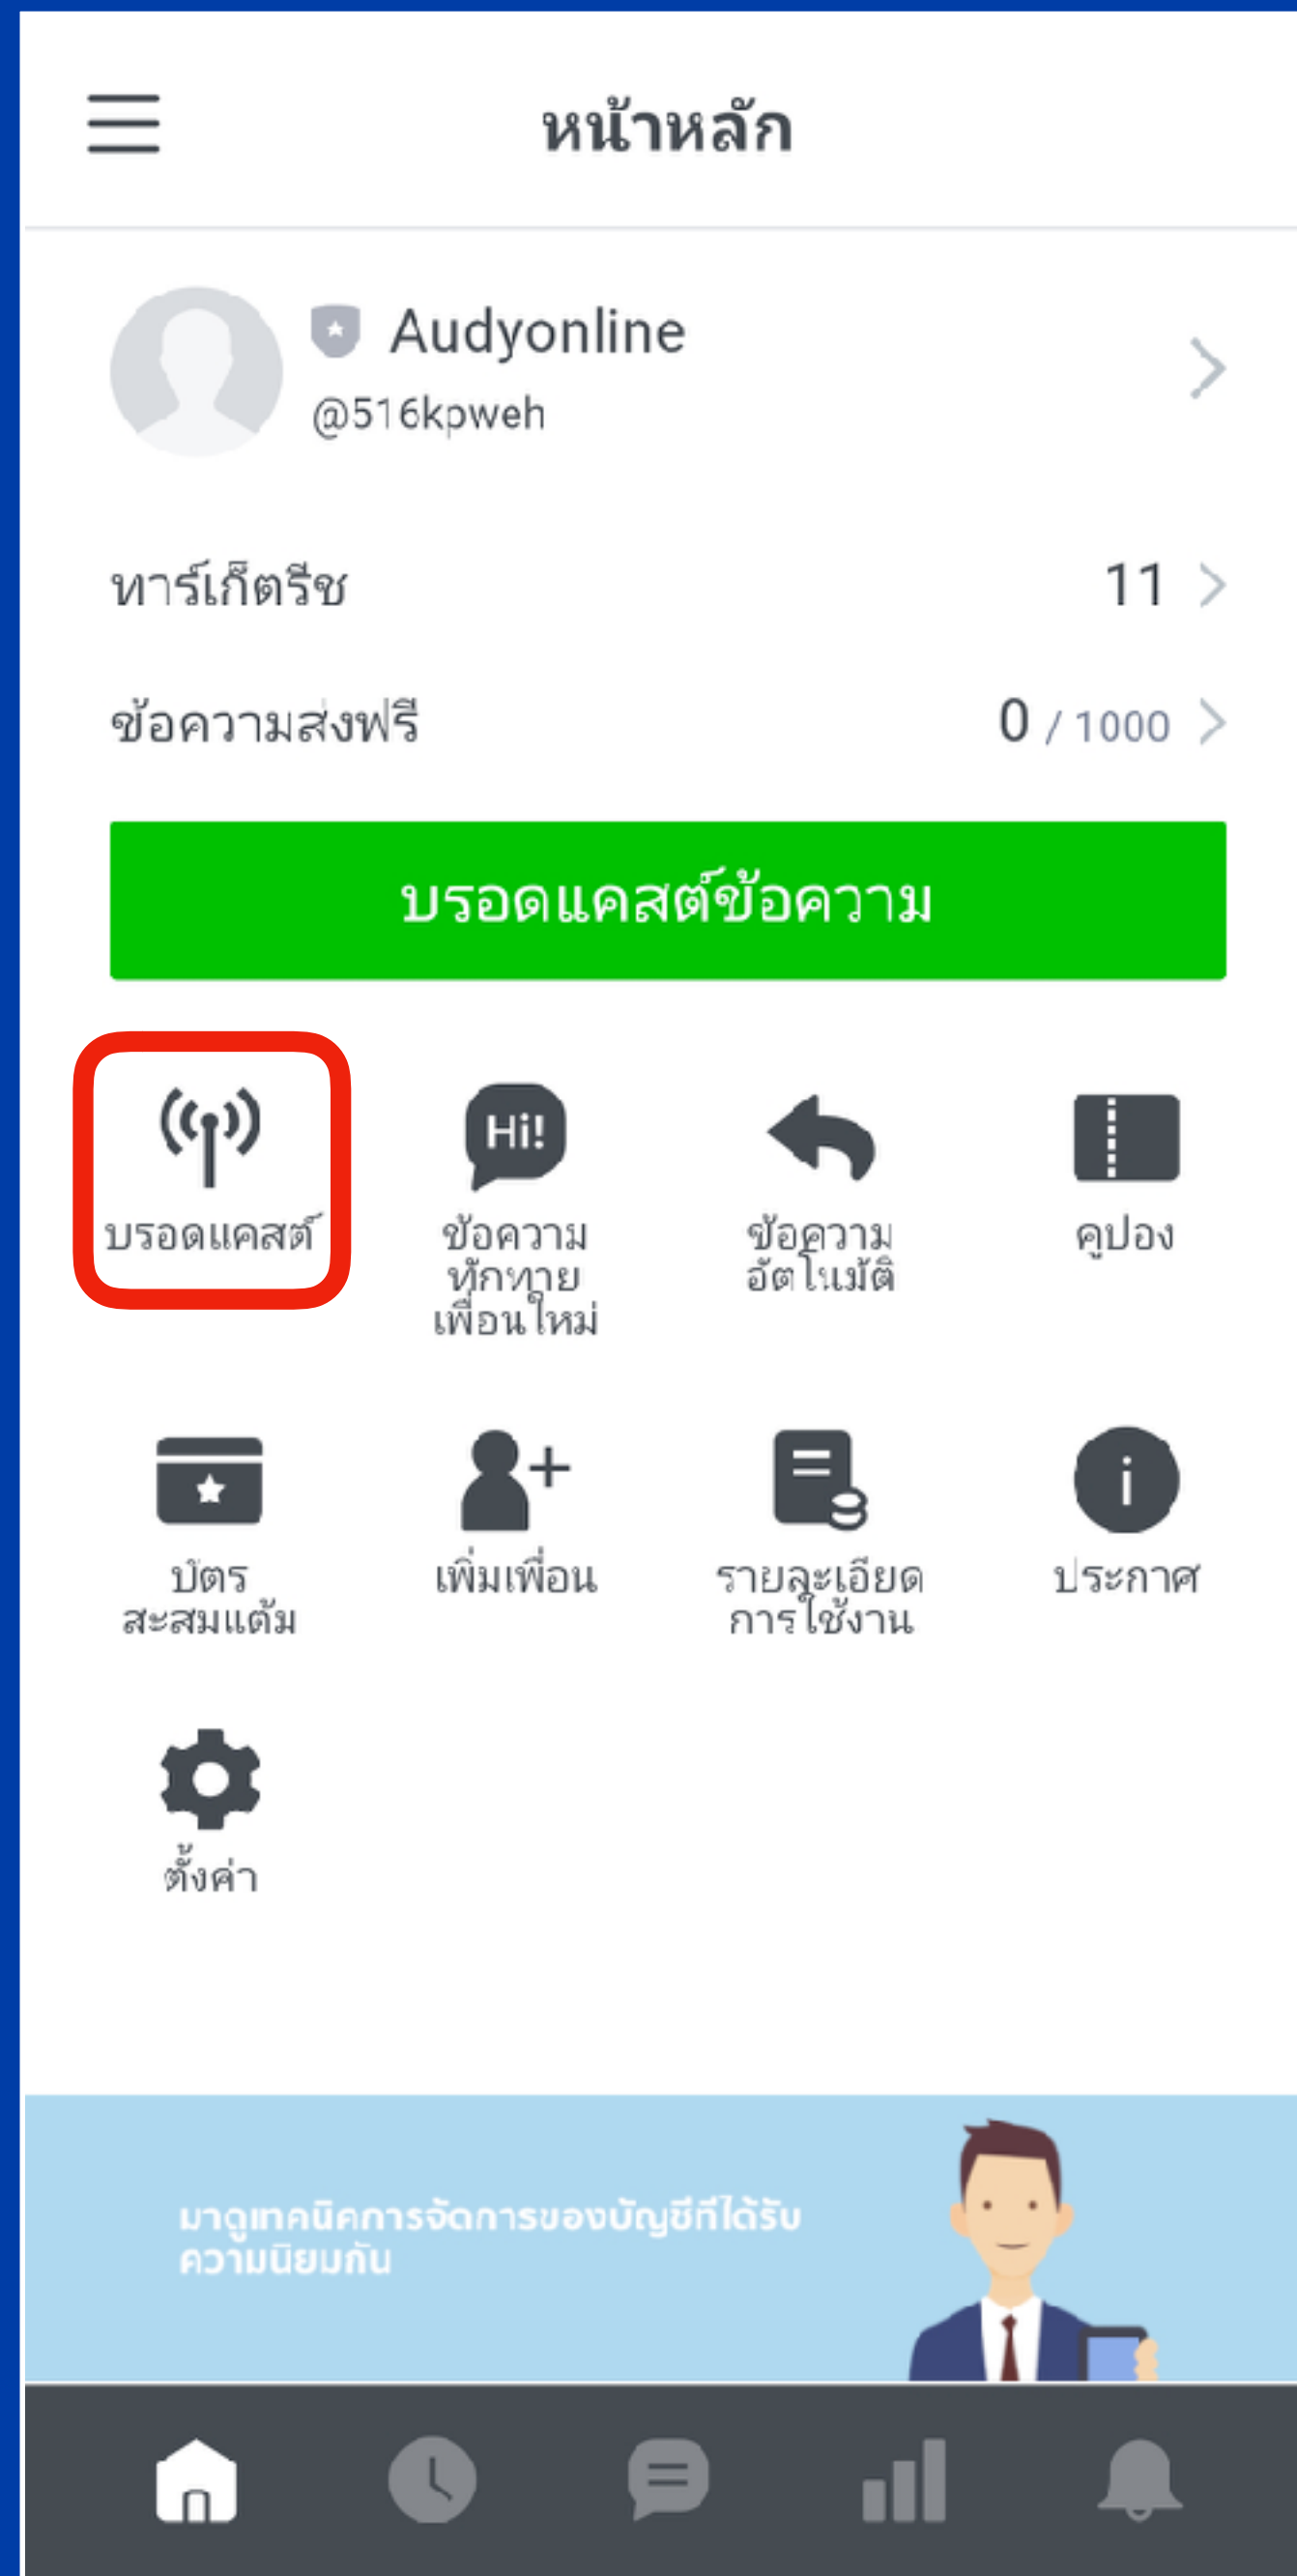 หน้าหลัก
Audyonline
@516kpweh
ทาร์เก็ตรีช 11
ข้อความส่งฟรี 0 / 1000
บรอดแคสต์ข้อความ
บรอดแคสต์
Hi!
ข้อความ
ทักทาย
เพื่อนใหม่
ข้อความ
อัตโนมัติ
คูปอง
บัตร
สะสมแต้ม
เพิ่มเพื่อน
รายละเอียด
การใช้งาน
i
ประกาศ
ตั้งค่า
มาดูเทคนิคการจัดการของบัญชีที่ได้รับ
ความนิยมกัน